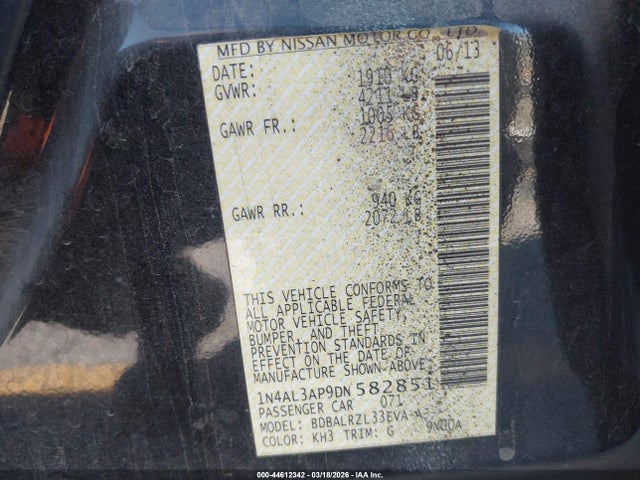 MFD BY NISSAN MOTOR CO., LTD.
DATE: 06/13
GVWR: 1910 KG
4211 LB
GAWR FR.: 1005 KG
2216 LB
GAWR RR.: 940 KG
2072 LB
THIS VEHICLE CONFORMS TO
ALL APPLICABLE FEDERAL
MOTOR VEHICLE SAFETY,
BUMPER, AND THEFT
PREVENTION STANDARDS IN
EFFECT ON THE DATE OF
MANUFACTURE SHOWN ABOVE.
1N4AL3AP9DN582851
PASSENGER CAR 071
MODEL: BDBALRZL33EVA-A-
COLOR: KH3 TRIM: G 9N00A
000-44612342 - 03/18/2026 - IAA Inc.